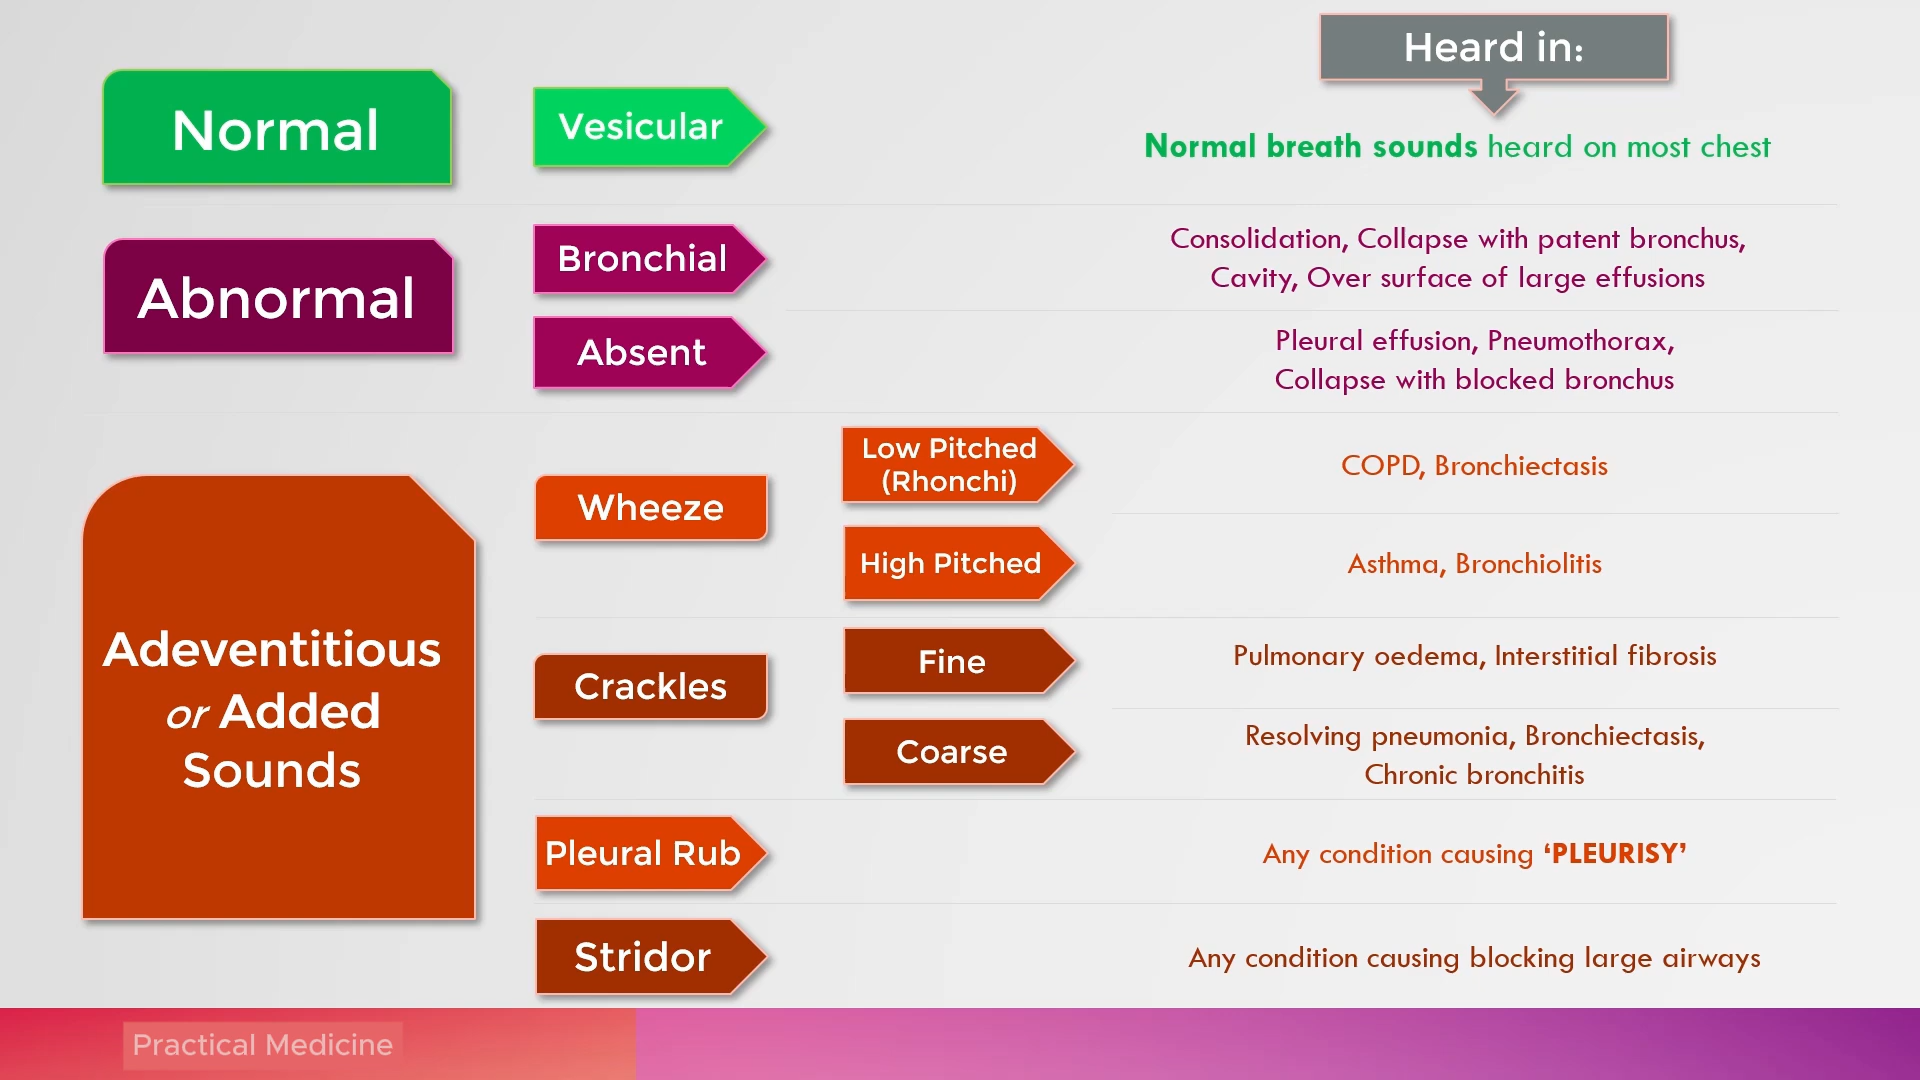 Heard in:
Normal
Vesicular
Normal breath sounds heard on most chest
Abnormal
Bronchial
Consolidation, Collapse with patent bronchus,
Cavity, Over surface of large effusions
Absent
Pleural effusion, Pneumothorax,
Collapse with blocked bronchus
Adeventitious
or Added
Sounds
Wheeze
Low Pitched
(Rhonchi)
COPD, Bronchiectasis
High Pitched
Asthma, Bronchiolitis
Crackles
Fine
Pulmonary oedema, Interstitial fibrosis
Coarse
Resolving pneumonia, Bronchiectasis,
Chronic bronchitis
Pleural Rub
Any condition causing ‘PLEURISY’
Stridor
Any condition causing blocking large airways
Practical Medicine